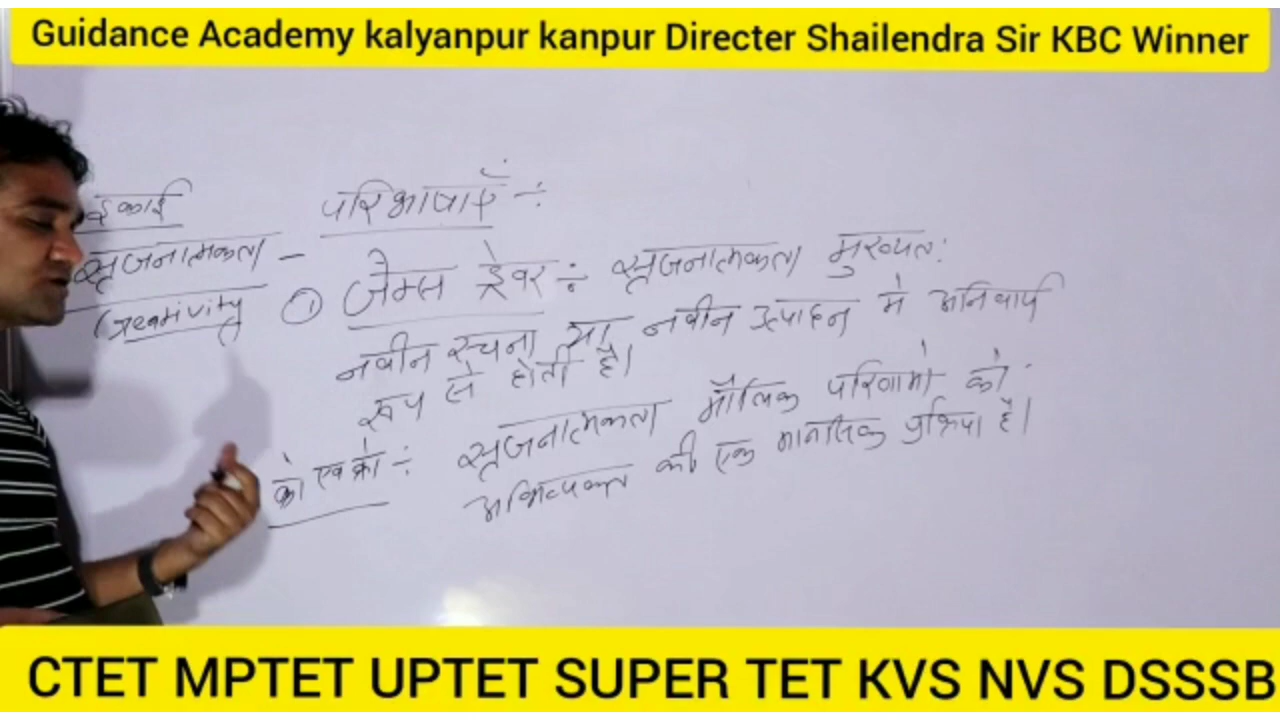 Guidance Academy kalyanpur kanpur Directer Shailendra Sir KBC Winner
इकाई
सृजनात्मकता -
Creativity
परिभाषाएँ ÷
① जेम्स ड्रेवर ÷ सृजनात्मकता मुख्यतः
नवीन रचना या नवीन उत्पादन मे अनिवार्य
रूप से होती है।
को एव क्रो ÷ सृजनात्मकता मौलिक परिणामो को
अभिव्यक्त की एक मानसिक प्रक्रिया है।
CTET MPTET UPTET SUPER TET KVS NVS DSSSB